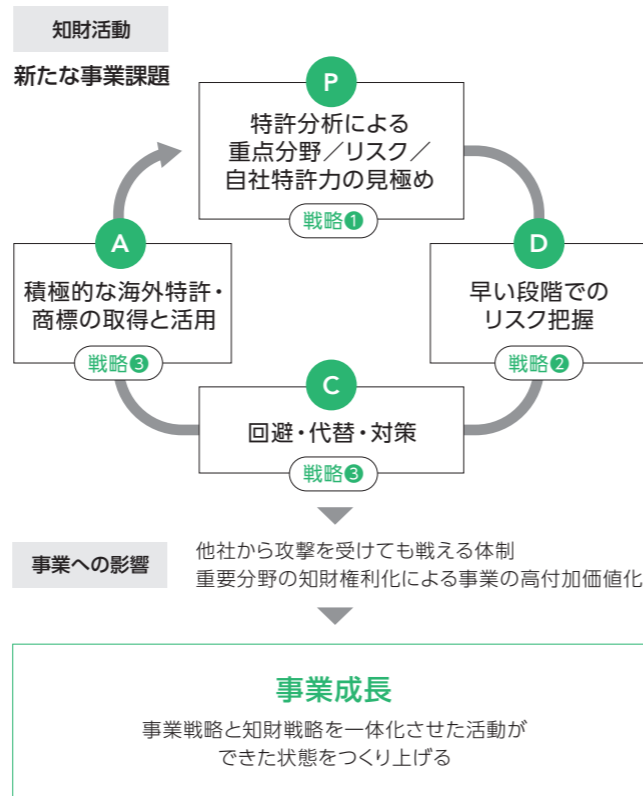 知財活動
新たな事業課題
P
特許分析による
重点分野／リスク／
自社特許力の見極め
戦略❶
A
積極的な海外特許・
商標の取得と活用
戦略❸
D
早い段階での
リスク把握
戦略❷
C
回避・代替・対策
戦略❸
事業への影響
他社から攻撃を受けても戦える体制
重要分野の知財権利化による事業の高付加価値化
事業成長
事業戦略と知財戦略を一体化させた活動が
できた状態をつくり上げる